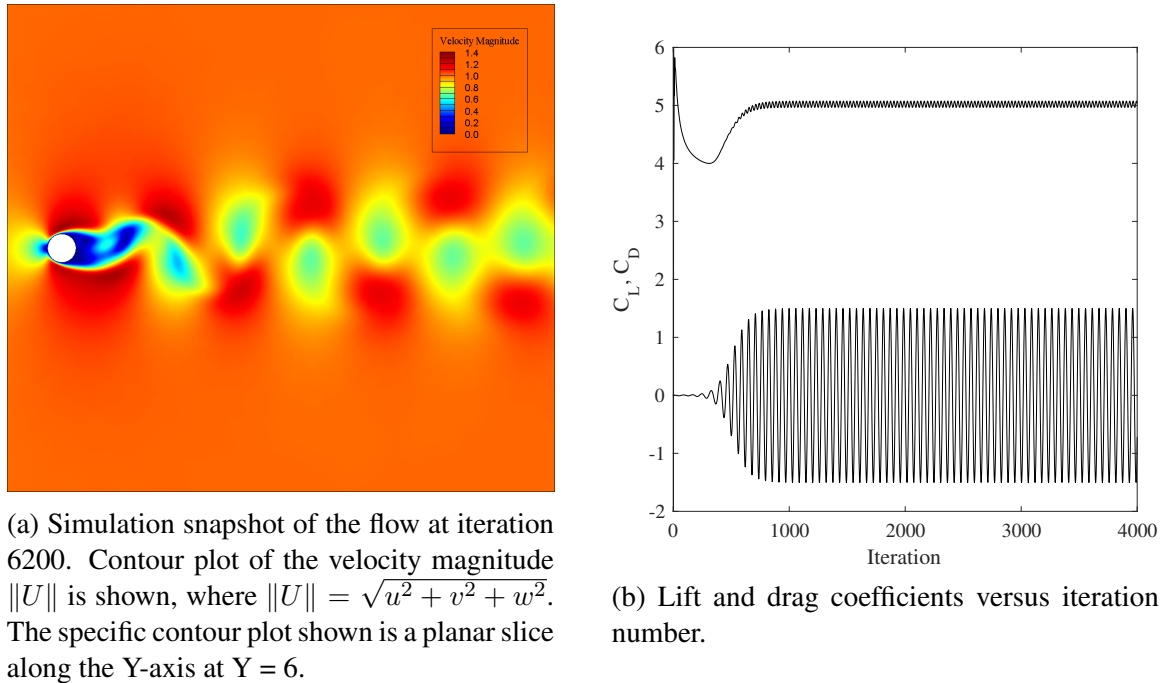 Velocity Magnitude
1.4
1.2
1.0
0.8
0.6
0.4
0.2
0.0
(a) Simulation snapshot of the flow at iteration
6200. Contour plot of the velocity magnitude
‖U‖ is shown, where ‖U‖ = √(u² + v² + w²).
The specific contour plot shown is a planar slice
along the Y-axis at Y = 6.
6
5
4
3
2
1
0
-1
-2
C_L, C_D
0 1000 2000 3000 4000
Iteration
(b) Lift and drag coefficients versus iteration
number.